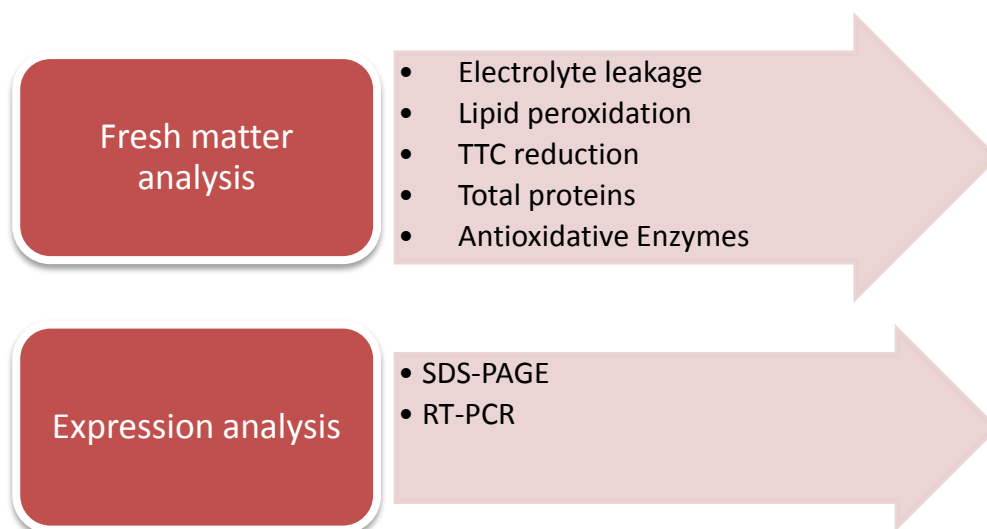 Fresh matter
analysis
• Electrolyte leakage
• Lipid peroxidation
• TTC reduction
• Total proteins
• Antioxidative Enzymes
Expression analysis
• SDS-PAGE
• RT-PCR